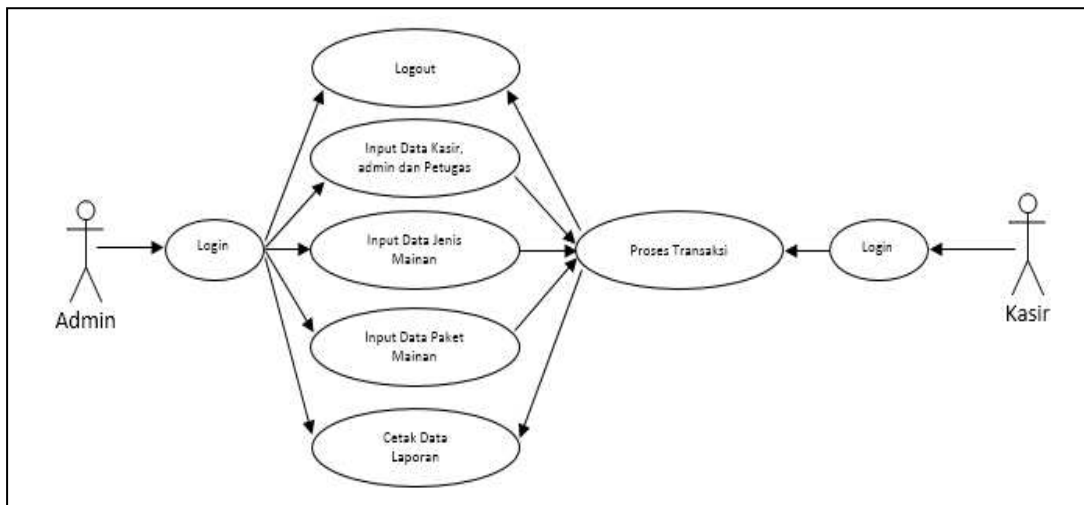 Logout
Input Data Kasir,
admin dan Petugas
Login
Input Data Jenis
Mainan
Proses Transaksi
Login
Admin
Kasir
Input Data Paket
Mainan
Cetak Data
Laporan